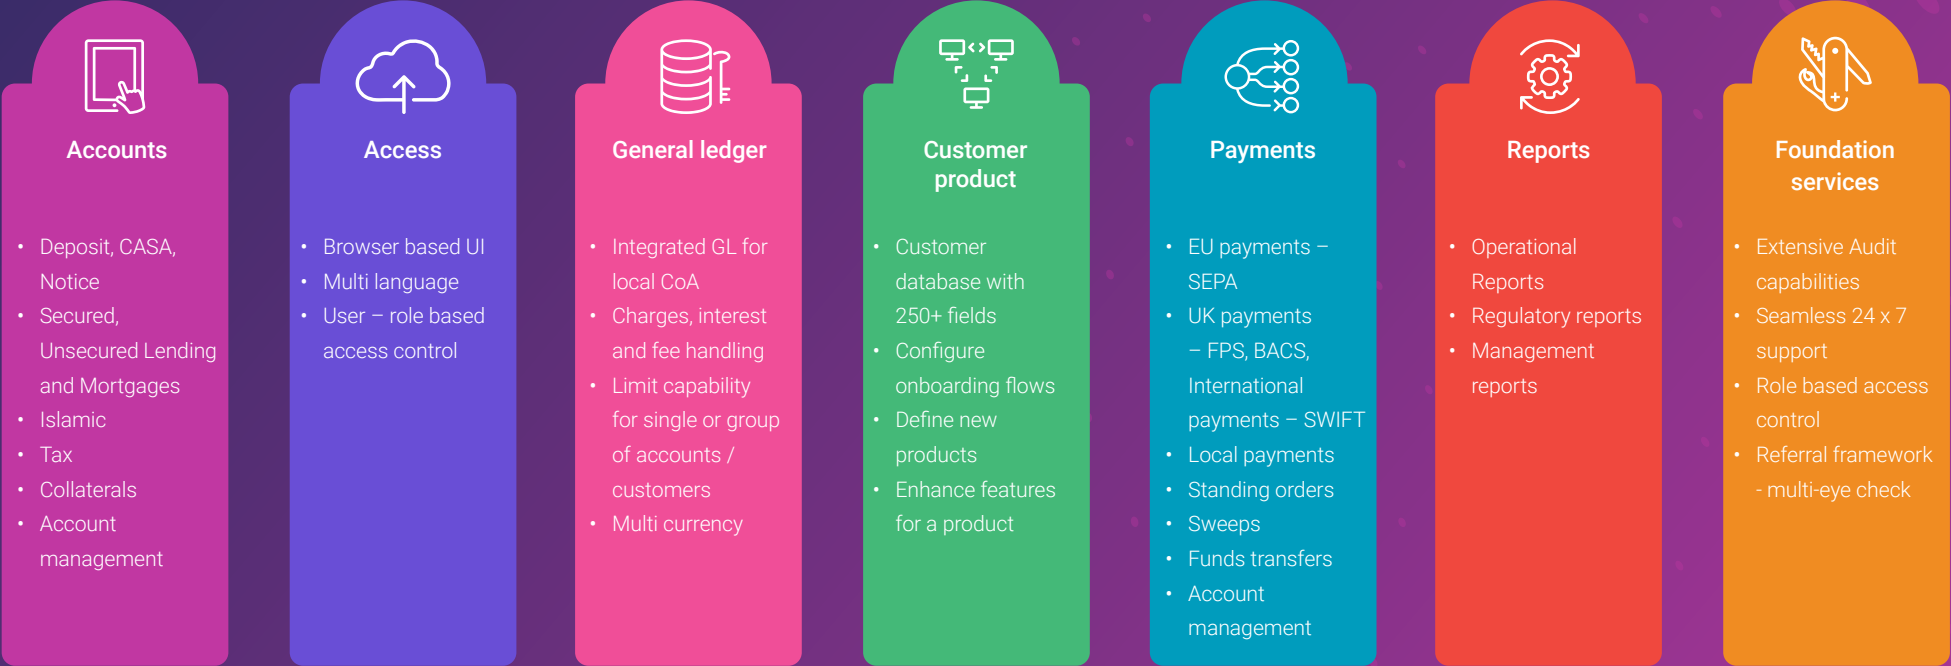 Accounts
• Deposit, CASA,
Notice
• Secured,
Unsecured Lending
and Mortgages
• Islamic
• Tax
• Collaterals
• Account
management
Access
• Browser based UI
• Multi language
• User – role based
access control
General ledger
• Integrated GL for
local CoA
• Charges, interest
and fee handling
• Limit capability
for single or group
of accounts /
customers
• Multi currency
Customer
product
• Customer
database with
250+ fields
• Configure
onboarding flows
• Define new
products
• Enhance features
for a product
Payments
• EU payments –
SEPA
• UK payments
– FPS, BACS,
International
payments – SWIFT
• Local payments
• Standing orders
• Sweeps
• Funds transfers
• Account
management
Reports
• Operational
Reports
• Regulatory reports
• Management
reports
Foundation
services
• Extensive Audit
capabilities
• Seamless 24 x 7
support
• Role based access
control
• Referral framework
- multi-eye check